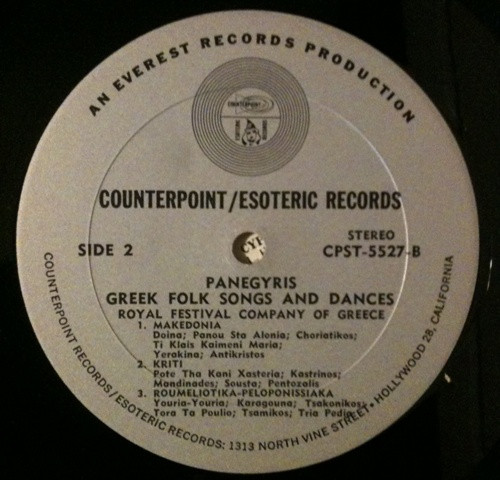 AN EVEREST RECORDS PRODUCTION
COUNTERPOINT/ESOTERIC RECORDS
SIDE 2
STEREO
CPST-5527-B
PANEGYRIS
GREEK FOLK SONGS AND DANCES
ROYAL FESTIVAL COMPANY OF GREECE
1. MAKEDONIA
Daina; Panou Sta Alonia; Choriatikos;
Ti Klais Kaimeni Maria;
Yerakina; Antikristos
2. KRITI
Pote Tha Kani Xasteria; Kastrinos;
Mandinades; Sousta; Pentozalis
3. ROUMELIOTIKA-PELOPONISSIAKA
Youria-Youria; Karagouna; Tsakonikos;
Tora Ta Poulia; Tsamikos; Tria Pedia
COUNTERPOINT RECORDS/ESOTERIC RECORDS; 1313 NORTH VINE STREET • HOLLYWOOD 28, CALIFORNIA